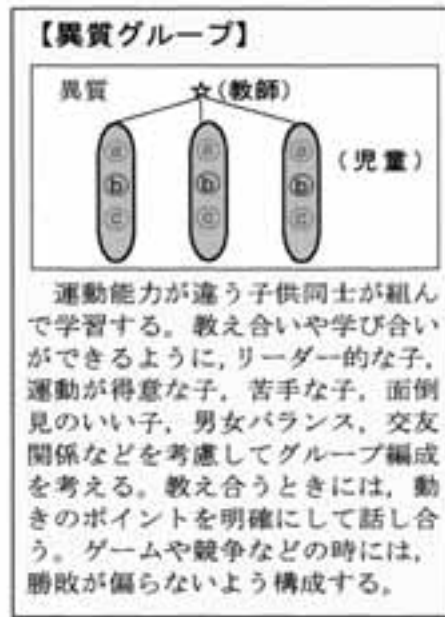 【異質グループ】
異質 ☆(教師)
ⓐ ⓐ ⓐ
ⓑ ⓑ ⓑ (児童)
ⓒ ⓒ ⓒ
運動能力が違う子供同士が組ん
で学習する。教え合いや学び合い
ができるように,リーダー的な子,
運動が得意な子,苦手な子,面倒
見のいい子,男女バランス,交友
関係などを考慮してグループ編成
を考える。教え合うときには,動
きのポイントを明確にして話し合
う。ゲームや競争などの時には,
勝敗が偏らないよう構成する。